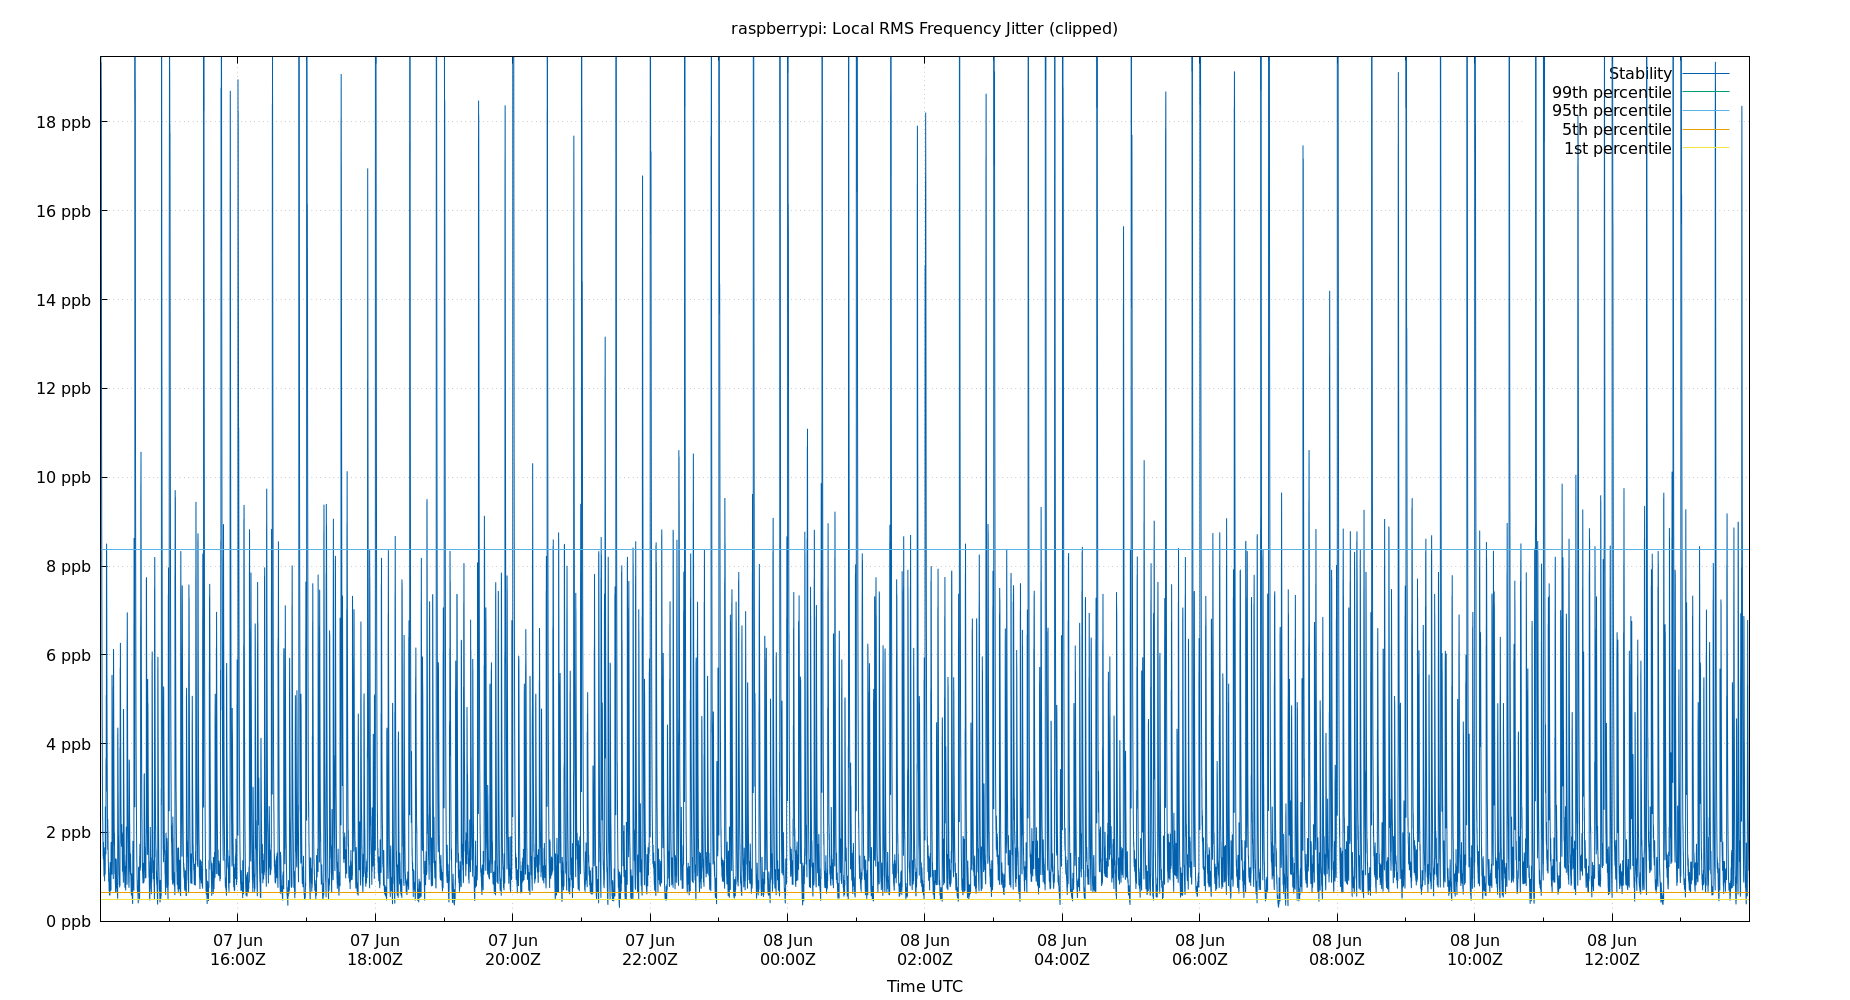 raspberrypi: Local RMS Frequency Jitter (clipped)
Stability
99th percentile
95th percentile
5th percentile
1st percentile
18 ppb
16 ppb
14 ppb
12 ppb
10 ppb
8 ppb
6 ppb
4 ppb
2 ppb
0 ppb
07 Jun 07 Jun 07 Jun 07 Jun 08 Jun 08 Jun 08 Jun 08 Jun 08 Jun 08 Jun 08 Jun
16:00Z 18:00Z 20:00Z 22:00Z 00:00Z 02:00Z 04:00Z 06:00Z 08:00Z 10:00Z 12:00Z
Time UTC